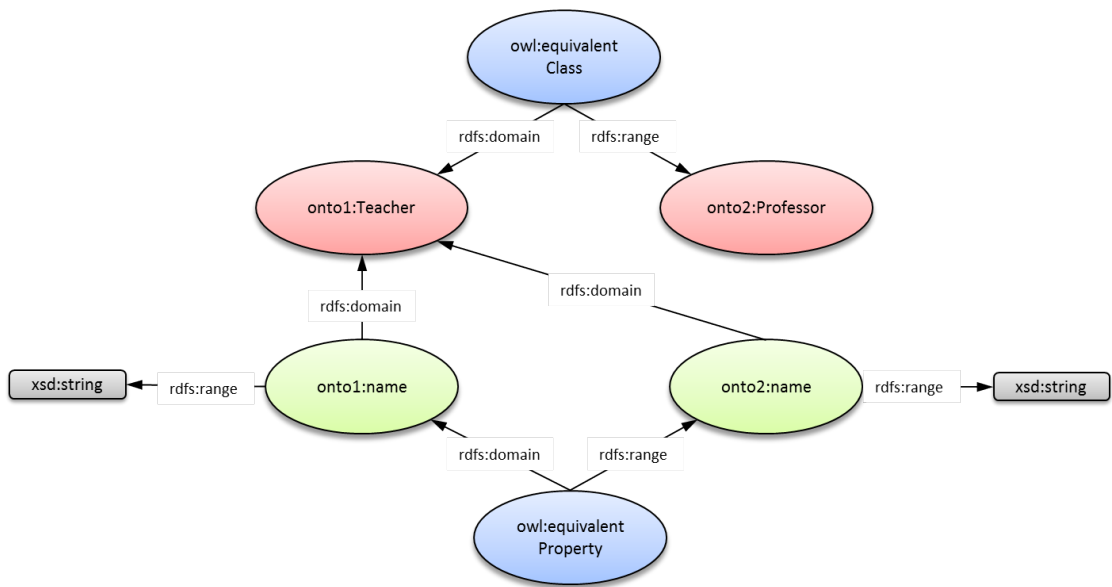 owl:equivalent
Class
rdfs:domain
rdfs:range
onto1:Teacher
onto2:Professor
rdfs:domain
rdfs:domain
xsd:string
rdfs:range
onto1:name
onto2:name
rdfs:range
xsd:string
rdfs:domain
rdfs:range
owl:equivalent
Property